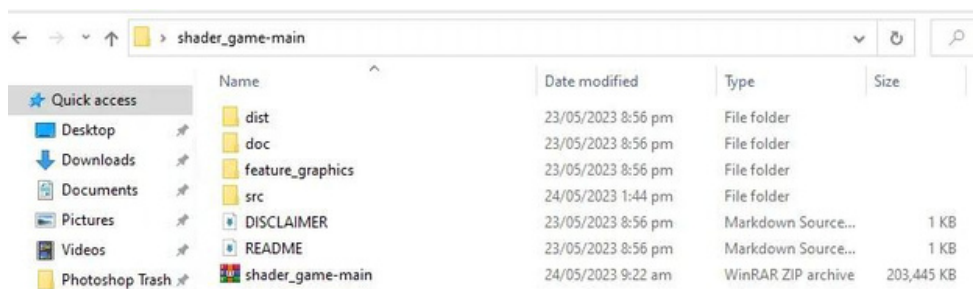 shader_game-main
Name Date modified Type Size
Quick access
Desktop dist 23/05/2023 8:56 pm File folder
doc 23/05/2023 8:56 pm File folder
Downloads feature_graphics 23/05/2023 8:56 pm File folder
Documents src 24/05/2023 1:44 pm File folder
Pictures DISCLAIMER 23/05/2023 8:56 pm Markdown Source... 1 KB
Videos README 23/05/2023 8:56 pm Markdown Source... 1 KB
Photoshop Trash shader_game-main 24/05/2023 9:22 am WinRAR ZIP archive 203,445 KB